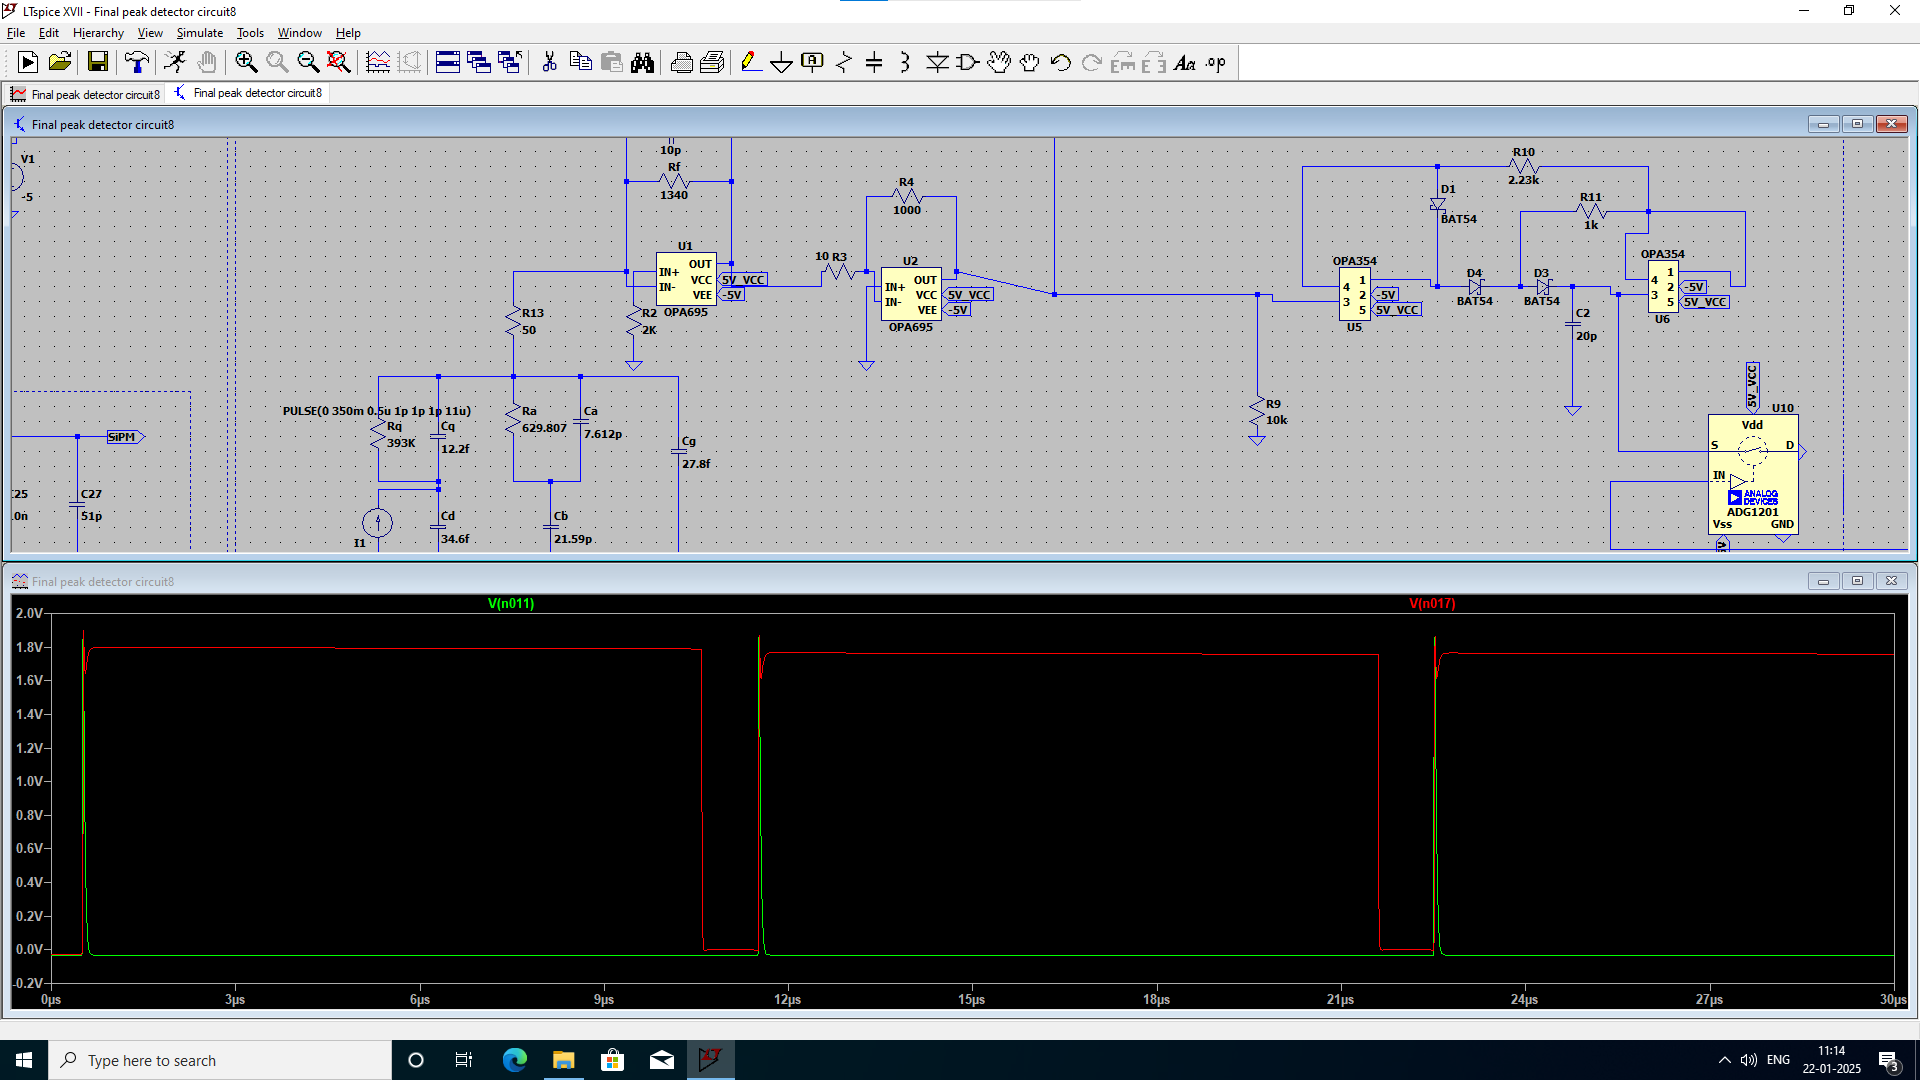 LTspice XVII - Final peak detector circuit8
File Edit Hierarchy View Simulate Tools Window Help
Final peak detector circuit8
Final peak detector circuit8
Final peak detector circuit8
V1
-5
10p
Rf
1340
R4
1000
R10
2.23k
D1
BAT54
R11
1k
U1
IN+
IN-
OUT
VCC
VEE
5V_VCC
-5V
OPA695
10 R3
U2
IN+
IN-
OUT
VCC
VEE
5V_VCC
-5V
OPA695
OPA354
4
3
1
2
5
-5V
5V_VCC
U5
D4
BAT54
D3
BAT54
OPA354
4
3
1
2
5
-5V
5V_VCC
U6
C2
20p
R13
50
R2
2K
PULSE(0 350m 0.5u 1p 1p 1p 11u)
Rq
393K
Cq
12.2f
Ra
629.807
Ca
7.612p
Cg
27.8f
R9
10k
5V_VCC
U10
Vdd
S
D
IN
ANALOG
DEVICES
ADG1201
Vss
GND
SiPM
C27
51p
I1
Cd
34.6f
Cb
21.59p
Final peak detector circuit8
V(n011)
V(n017)
2.0V
1.8V
1.6V
1.4V
1.2V
1.0V
0.8V
0.6V
0.4V
0.2V
0.0V
-0.2V
0µs
3µs
6µs
9µs
12µs
15µs
18µs
21µs
24µs
27µs
30µs
Type here to search
ENG
11:14
22-01-2025
3